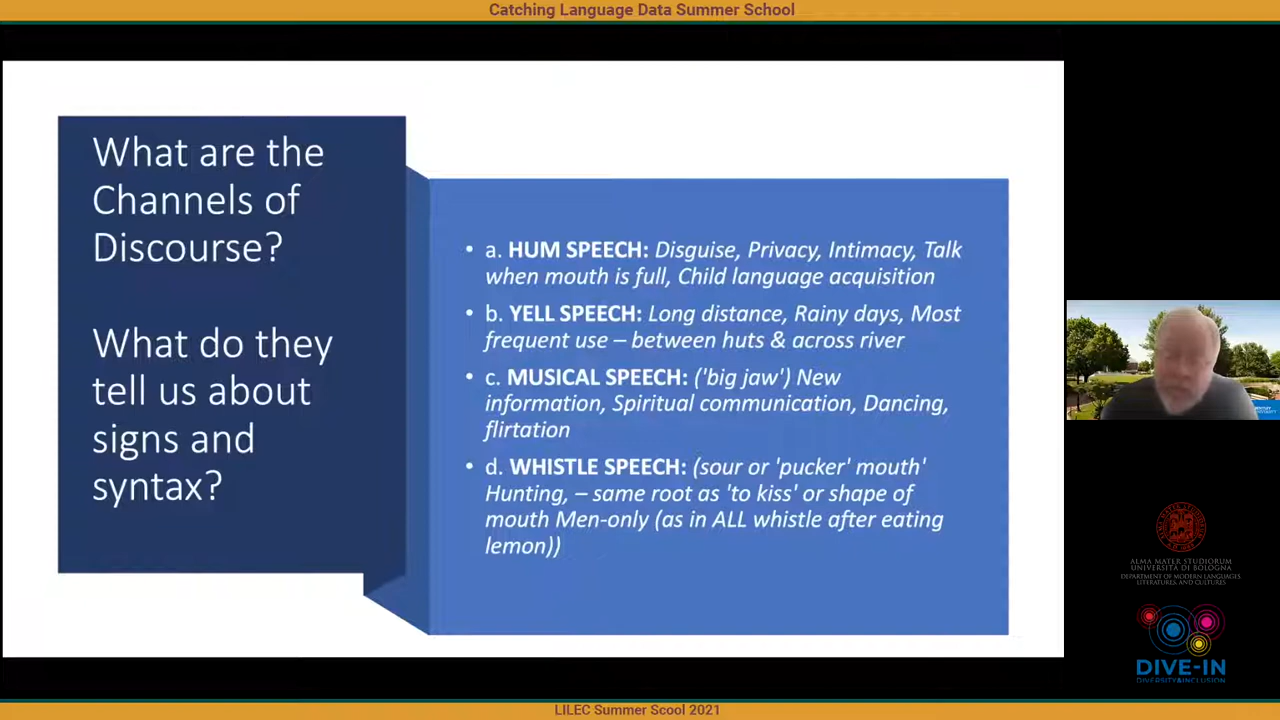 Catching Language Data Summer School
What are the
Channels of
Discourse?
What do they
tell us about
signs and
syntax?
• a. HUM SPEECH: Disguise, Privacy, Intimacy, Talk
when mouth is full, Child language acquisition
• b. YELL SPEECH: Long distance, Rainy days, Most
frequent use – between huts & across river
• c. MUSICAL SPEECH: ('big jaw') New
information, Spiritual communication, Dancing,
flirtation
• d. WHISTLE SPEECH: (sour or 'pucker' mouth'
Hunting, – same root as 'to kiss' or shape of
mouth Men-only (as in ALL whistle after eating
lemon))
ALMA MATER STUDIORUM
UNIVERSITÀ DI BOLOGNA
DEPARTMENT OF MODERN LANGUAGES,
LITERATURES, AND CULTURES
DIVE-IN
DIVERSITY&INCLUSION
LILEC Summer Scool 2021